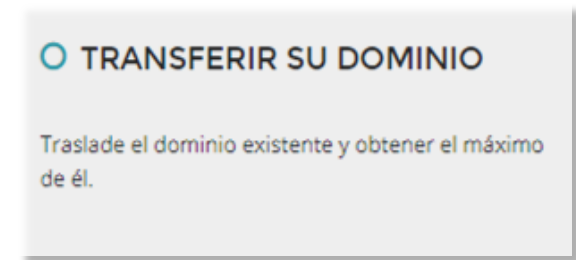 TRANSFERIR SU DOMINIO
Traslade el dominio existente y obtener el máximo
de él.